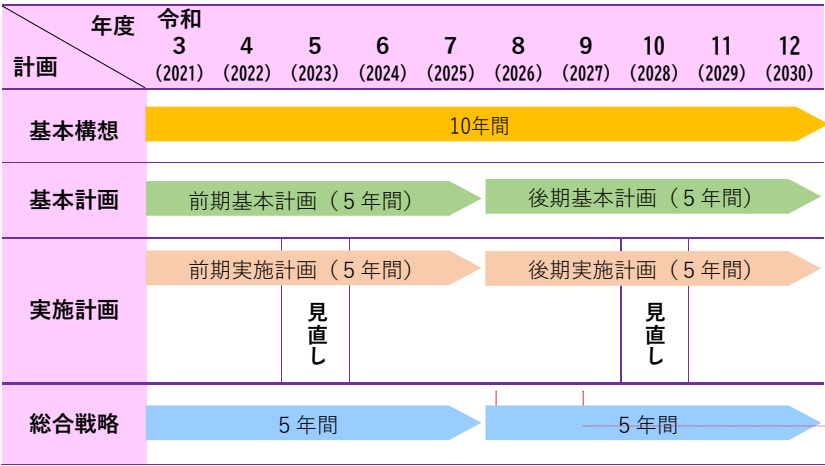 年度
計画
令和
3 4 5 6 7 8 9 10 11 12
(2021) (2022) (2023) (2024) (2025) (2026) (2027) (2028) (2029) (2030)
基本構想
10年間
基本計画
前期基本計画（５年間） 後期基本計画（５年間）
実施計画
前期実施計画（５年間） 後期実施計画（５年間）
見直し 見直し
総合戦略
５年間 ５年間